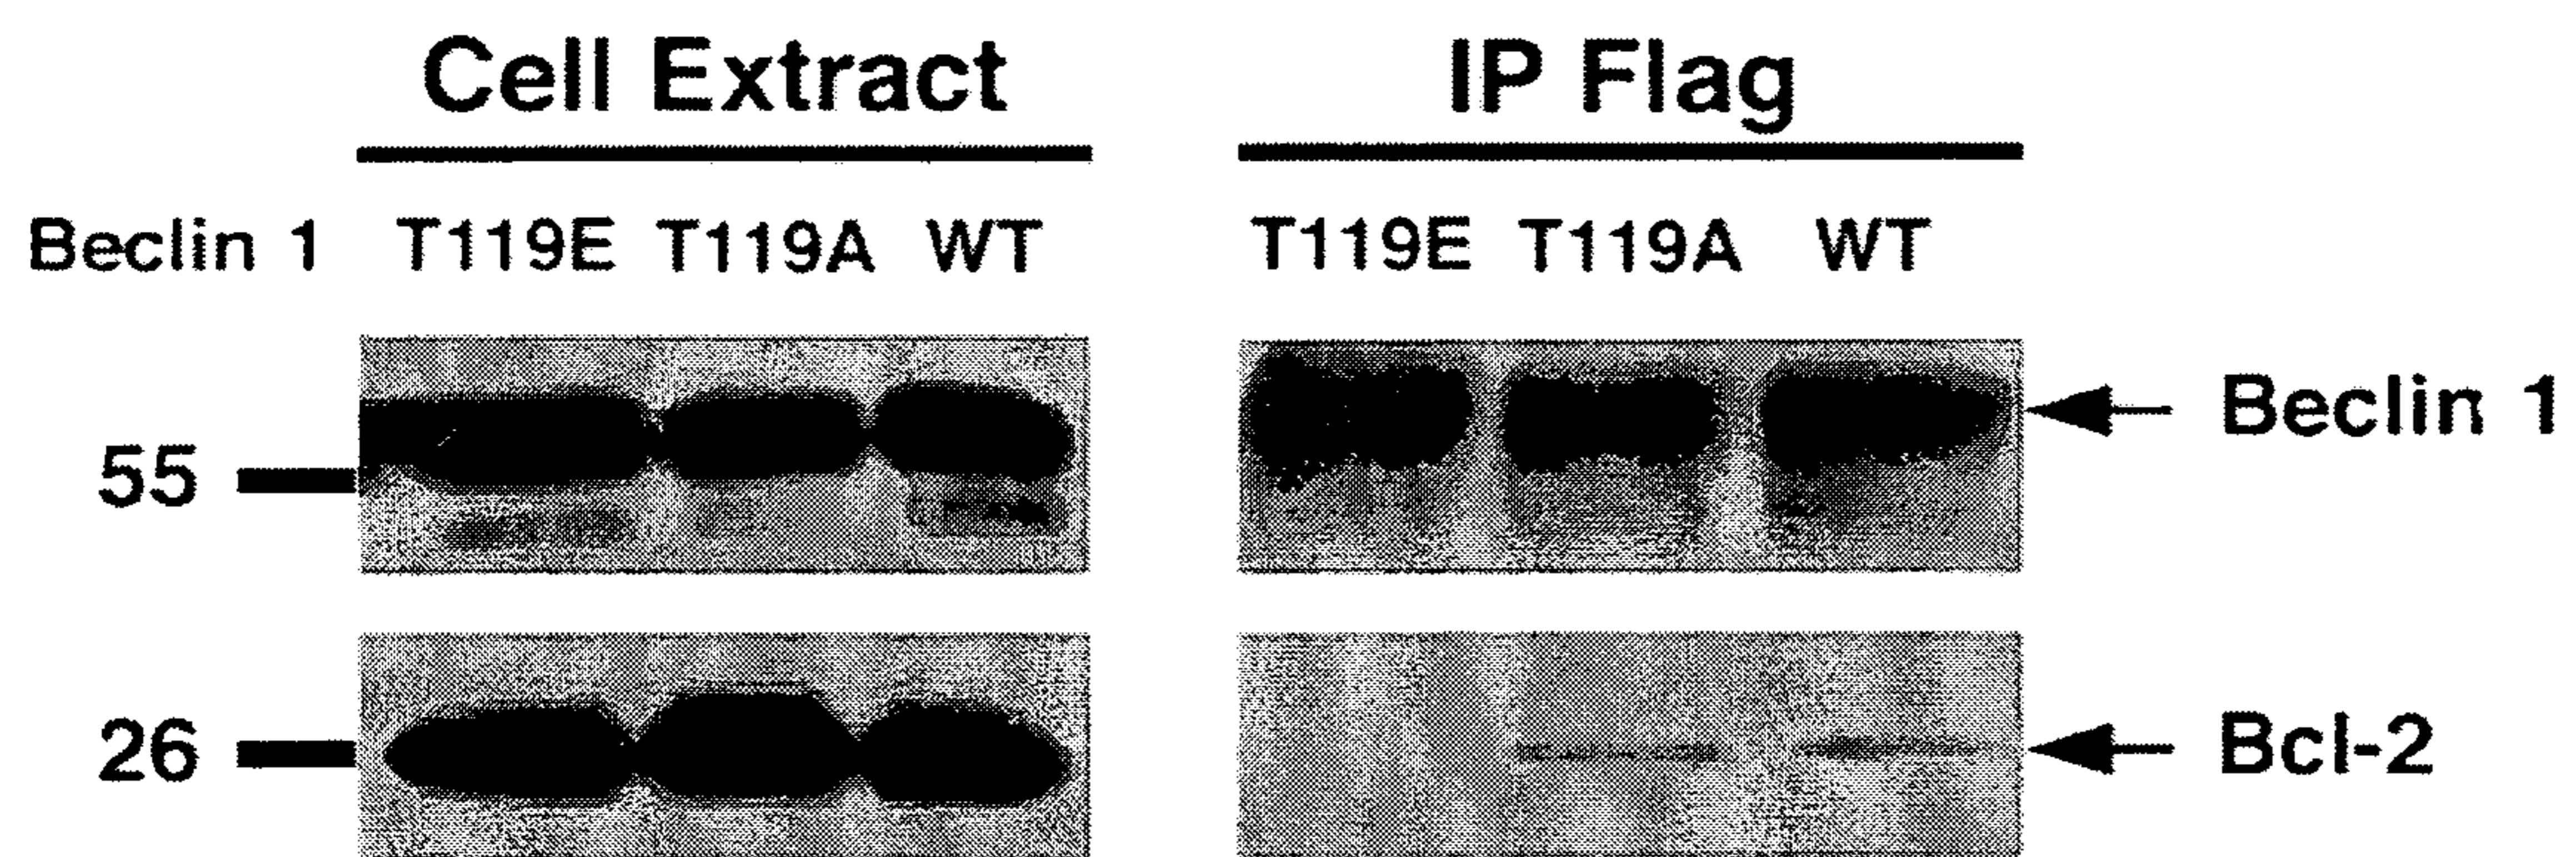 Cell Extract IP Flag
Beclin 1 T119E T119A WT T119E T119A WT
55 Beclin 1
26 Bcl-2